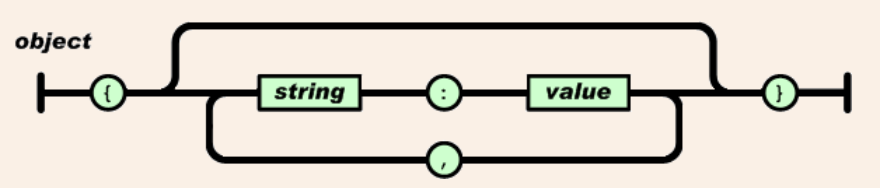 object
{ string : value }
,